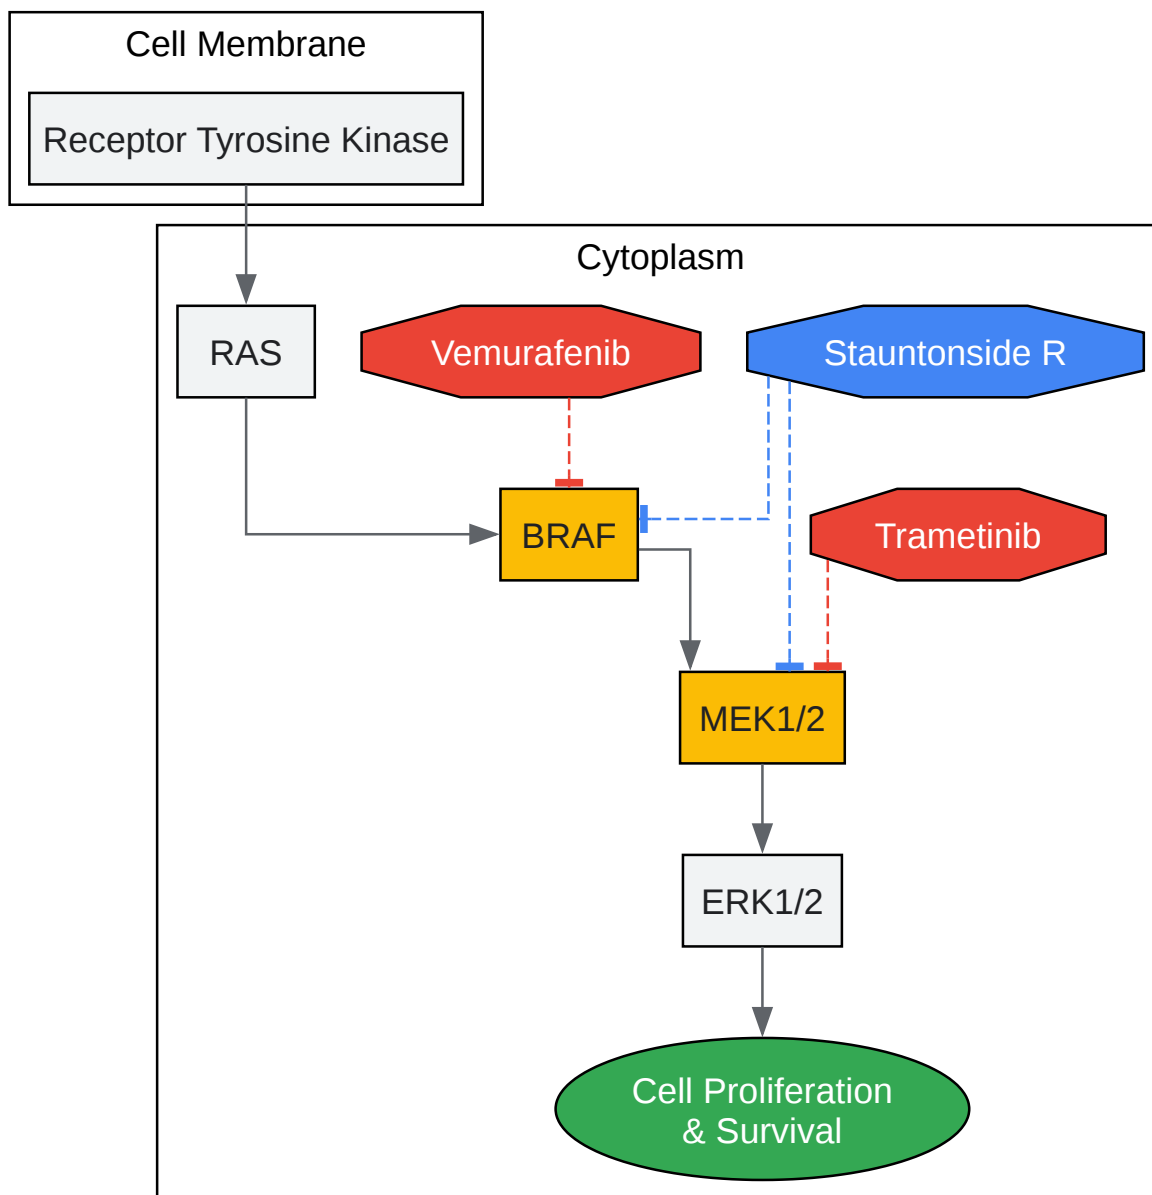 Cell Membrane
Receptor Tyrosine Kinase
Cytoplasm
RAS
Vemurafenib
Stauntonside R
BRAF
Trametinib
MEK1/2
ERK1/2
Cell Proliferation
& Survival